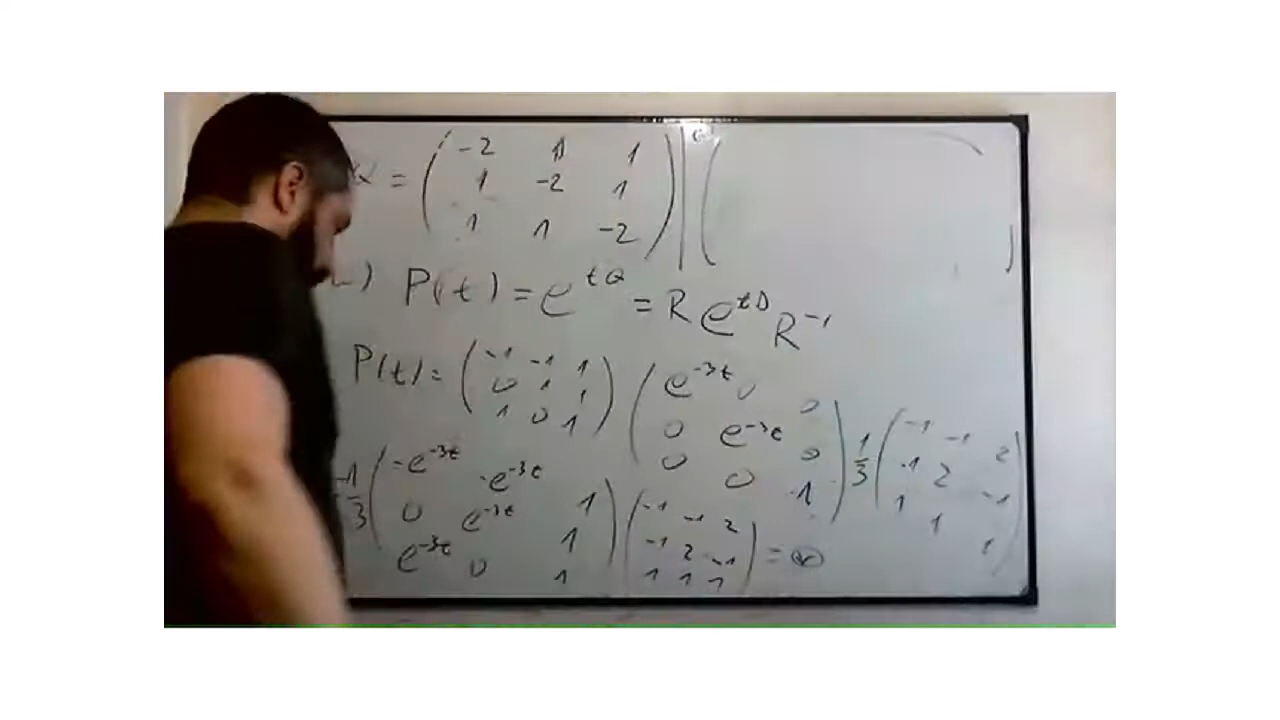 Q = ( -2 1 1
1 -2 1
1 1 -2 ) | (
) P(t) = e^{tQ} = R e^{tD} R^{-1}
P(t) = ( -1 -1 1
0 1 1
1 0 1 ) ( e^{-3t} 0 0
0 e^{-3t} 0
0 0 1 ) 1/3 ( -1 -1 2
-1 2 -1
1 1 1 )
1/3 ( -e^{-3t} -e^{-3t} 1
0 e^{-3t} 1
e^{-3t} 0 1 ) ( -1 -1 2
-1 2 -1
1 1 1 ) =